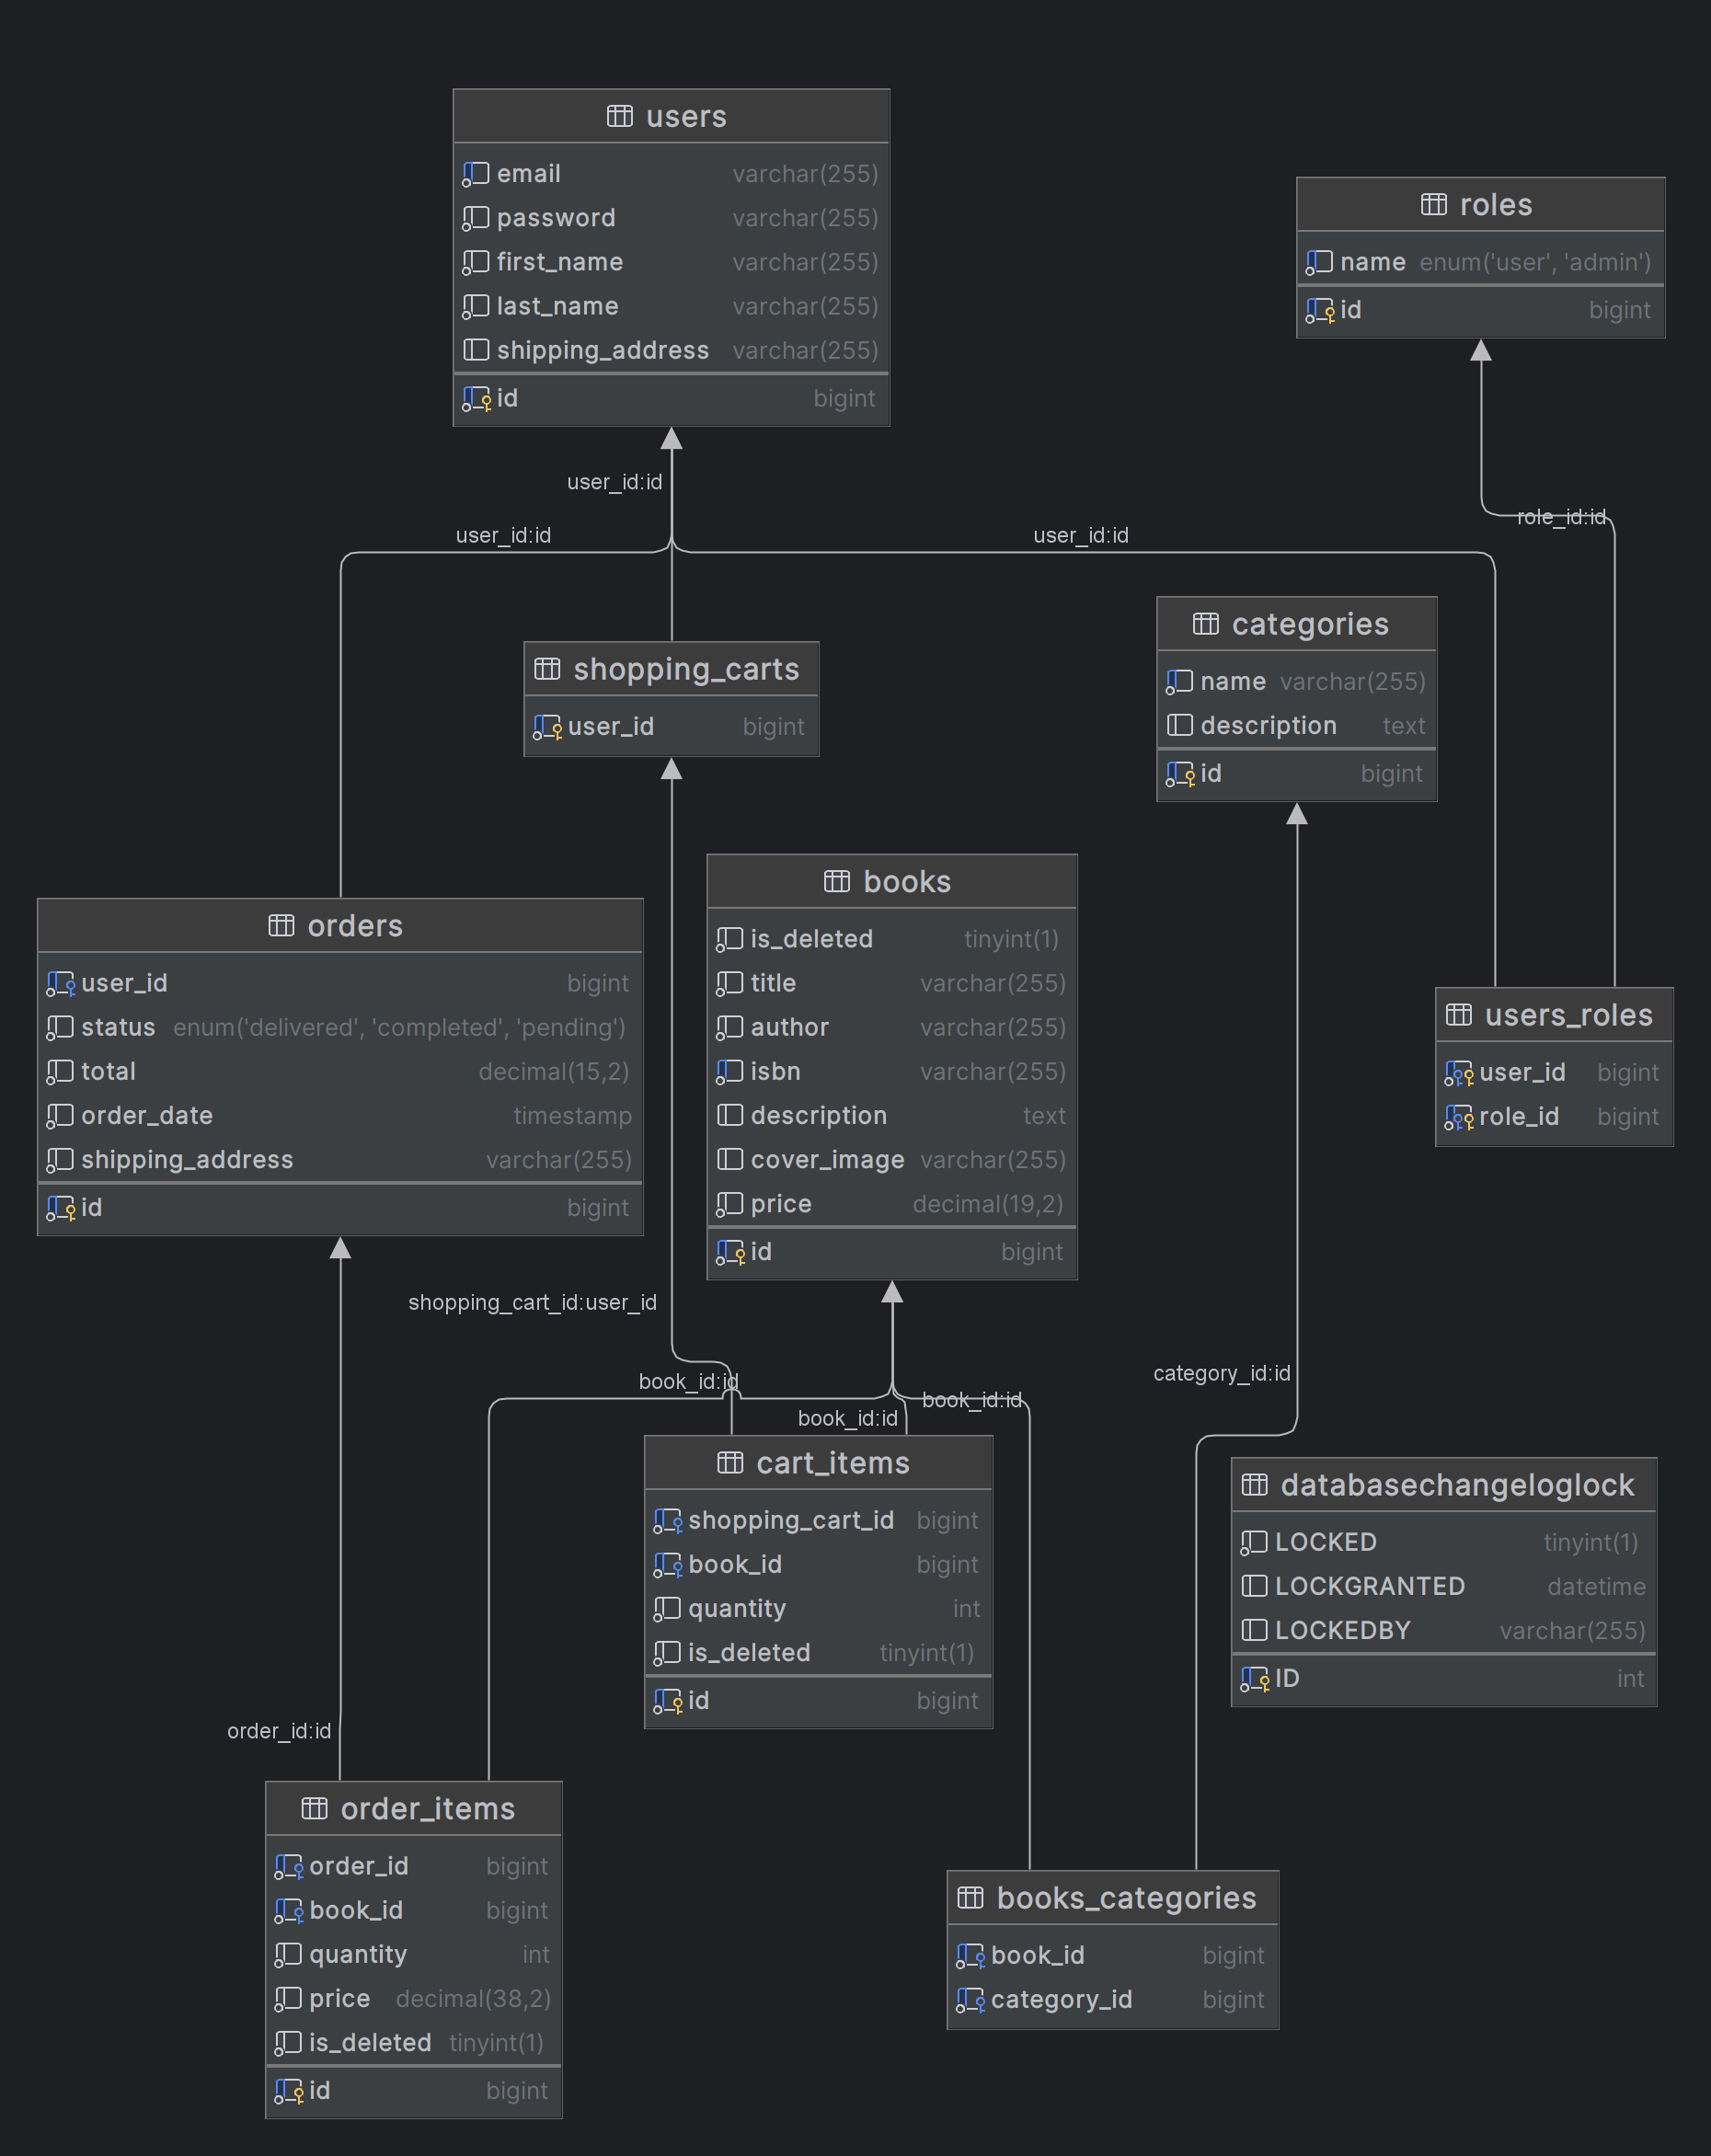 users
email varchar(255)
password varchar(255)
first_name varchar(255)
last_name varchar(255)
shipping_address varchar(255)
id bigint
roles
name enum('user', 'admin')
id bigint
user_id:id
user_id:id
user_id:id
role_id:id
shopping_carts
user_id bigint
categories
name varchar(255)
description text
id bigint
orders
user_id bigint
status enum('delivered', 'completed', 'pending')
total decimal(15,2)
order_date timestamp
shipping_address varchar(255)
id bigint
books
is_deleted tinyint(1)
title varchar(255)
author varchar(255)
isbn varchar(255)
description text
cover_image varchar(255)
price decimal(19,2)
id bigint
users_roles
user_id bigint
role_id bigint
shopping_cart_id:user_id
book_id:id
book_id:id
book_id:id
category_id:id
cart_items
shopping_cart_id bigint
book_id bigint
quantity int
is_deleted tinyint(1)
id bigint
databasechangeloglock
LOCKED tinyint(1)
LOCKGRANTED datetime
LOCKEDBY varchar(255)
ID int
order_id:id
order_items
order_id bigint
book_id bigint
quantity int
price decimal(38,2)
is_deleted tinyint(1)
id bigint
books_categories
book_id bigint
category_id bigint